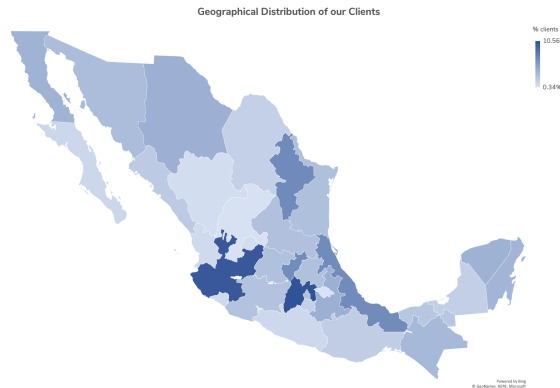 Geographical Distribution of our Clients
% clients
10.56
0.34%
Powered by Bing
© GeoNames, HERE, Microsoft